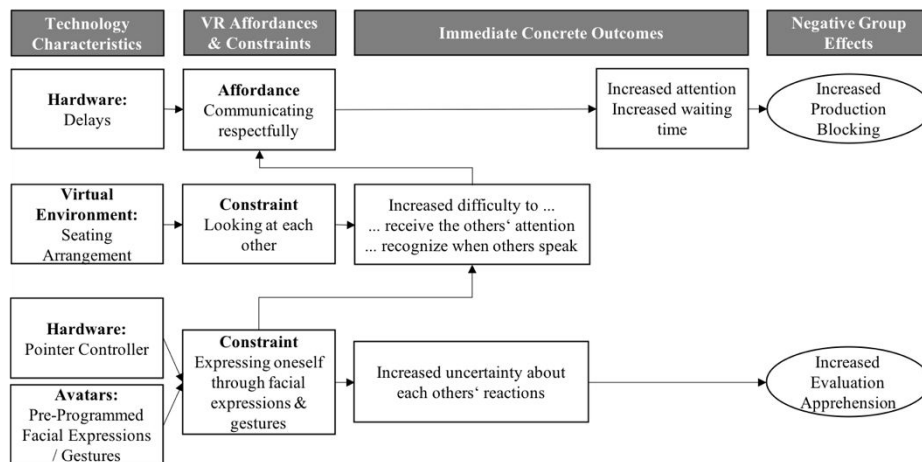 Technology
Characteristics
VR Affordances
& Constraints
Immediate Concrete Outcomes
Negative Group
Effects
Hardware:
Delays
Affordance
Communicating
respectfully
Increased attention
Increased waiting
time
Increased
Production
Blocking
Virtual
Environment:
Seating
Arrangement
Constraint
Looking at each
other
Increased difficulty to ...
... receive the others‘ attention
... recognize when others speak
Hardware:
Pointer Controller
Avatars:
Pre-Programmed
Facial Expressions
/ Gestures
Constraint
Expressing oneself
through facial
expressions &
gestures
Increased uncertainty about
each others‘ reactions
Increased
Evaluation
Apprehension